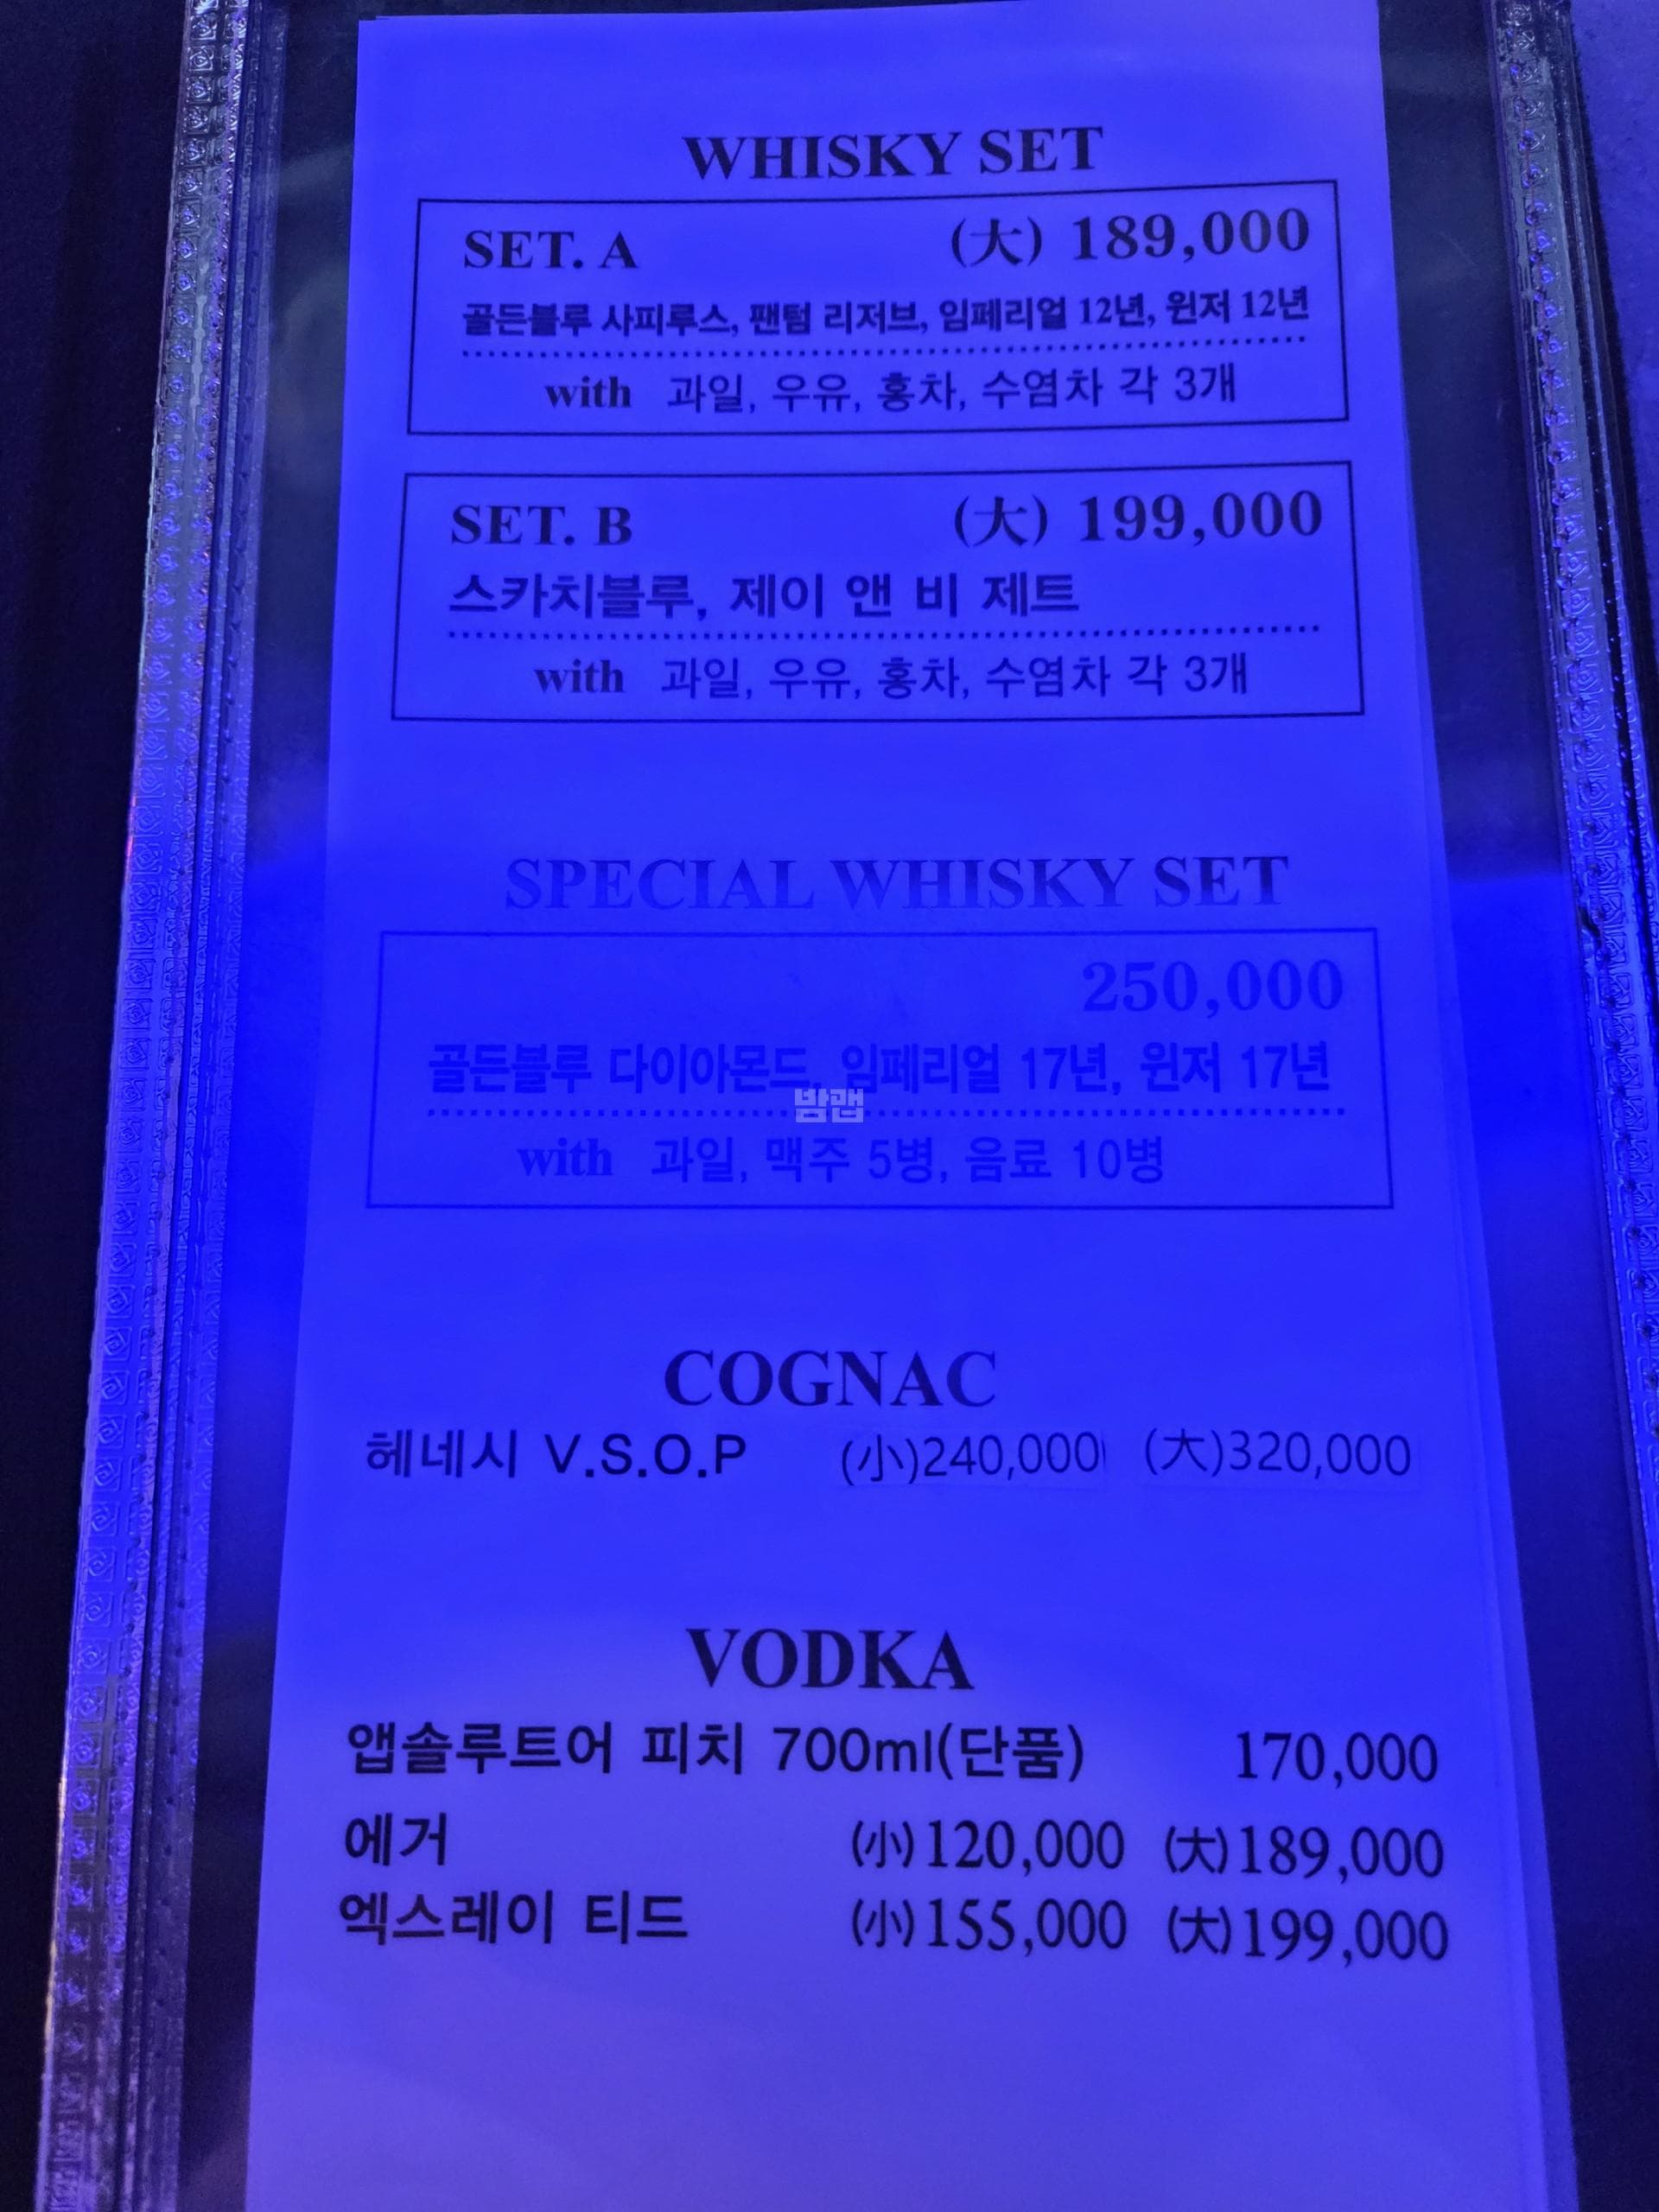 WHISKY SET
SET. A (大) 189,000
골든블루 사피루스, 팬텀 리저브, 임페리얼 12년, 윈저 12년
with 과일, 우유, 홍차, 수염차 각 3개
SET. B (大) 199,000
스카치블루, 제이 앤 비 제트
with 과일, 우유, 홍차, 수염차 각 3개
SPECIAL WHISKY SET
250,000
골든블루 다이아몬드, 임페리얼 17년, 윈저 17년
밤맵
with 과일, 맥주 5병, 음료 10병
COGNAC
헤네시 V.S.O.P (小)240,000 (大)320,000
VODKA
앱솔루트어 피치 700ml(단품) 170,000
에거 (小)120,000 (大)189,000
엑스레이 티드 (小)155,000 (大)199,000